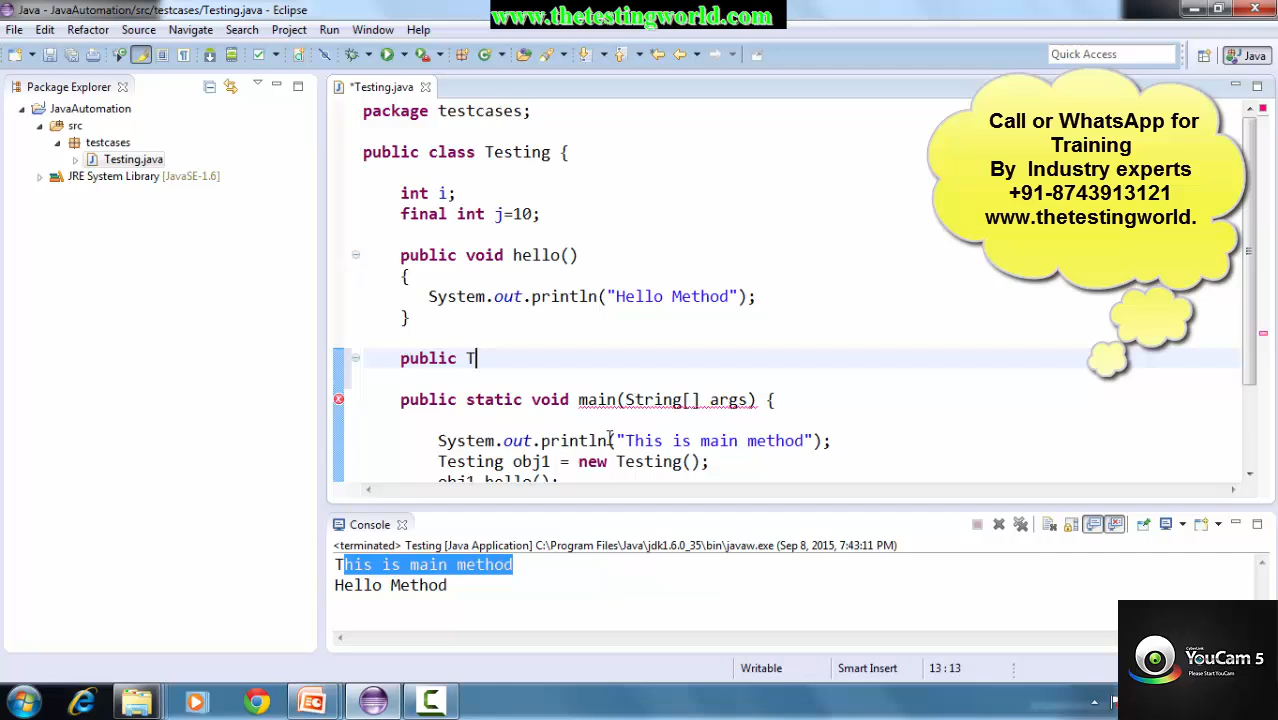 Java - JavaAutomation/src/testcases/Testing.java - Eclipse
www.thetestingworld.com
File Edit Refactor Source Navigate Search Project Run Window Help
Quick Access
Java
Package Explorer
*Testing.java
JavaAutomation
src
testcases
Testing.java
JRE System Library [JavaSE-1.6]
package testcases;
public class Testing {
int i;
final int j=10;
public void hello()
{
System.out.println("Hello Method");
}
public T
public static void main(String[] args) {
System.out.println("This is main method");
Testing obj1 = new Testing();
obj1.hello();
Call or WhatsApp for
Training
By Industry experts
+91-8743913121
www.thetestingworld.
Console
<terminated> Testing [Java Application] C:\Program Files\Java\jdk1.6.0_35\bin\javaw.exe (Sep 8, 2015, 7:43:11 PM)
This is main method
Hello Method
Writable
Smart Insert
13 : 13
CyberLink
YouCam 5
Please Start YouCam